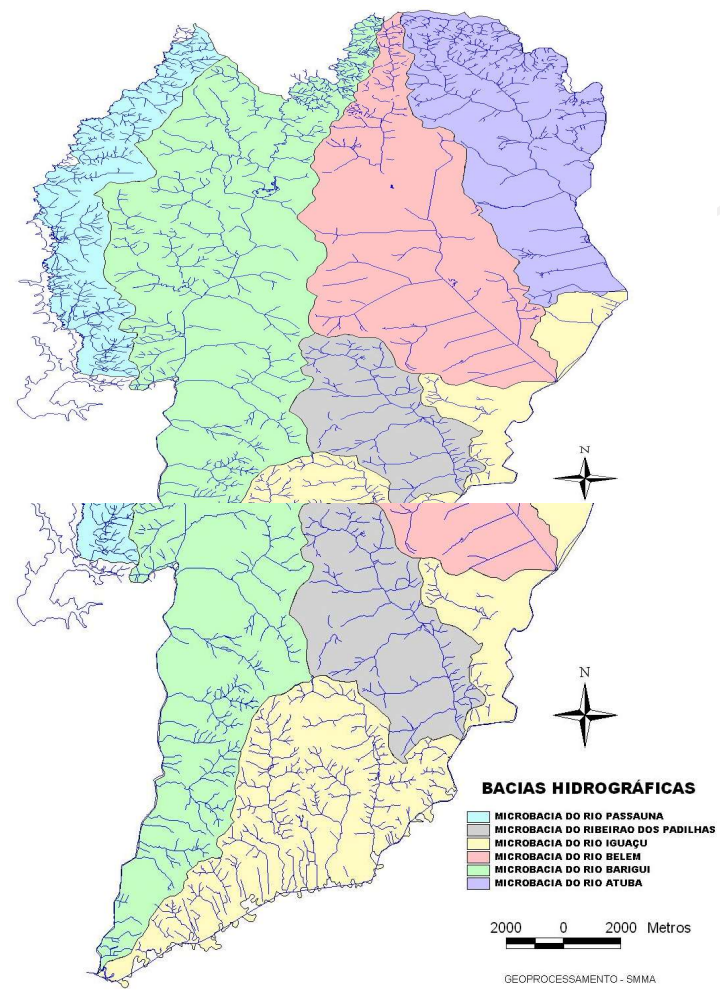 N
N
BACIAS HIDROGRÁFICAS
MICROBACIA DO RIO PASSAUNA
MICROBACIA DO RIBEIRAO DOS PADILHAS
MICROBACIA DO RIO IGUAÇU
MICROBACIA DO RIO BELEM
MICROBACIA DO RIO BARIGUI
MICROBACIA DO RIO ATUBA
2000 0 2000 Metros
GEOPROCESSAMENTO - SMMA